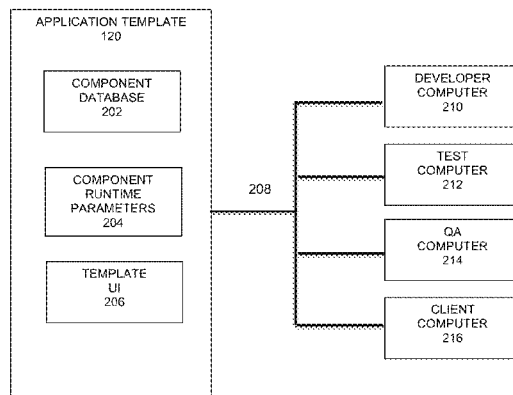 APPLICATION TEMPLATE
120
COMPONENT
DATABASE
202
COMPONENT
RUNTIME
PARAMETERS
204
TEMPLATE
UI
206
208
DEVELOPER
COMPUTER
210
TEST
COMPUTER
212
QA
COMPUTER
214
CLIENT
COMPUTER
216